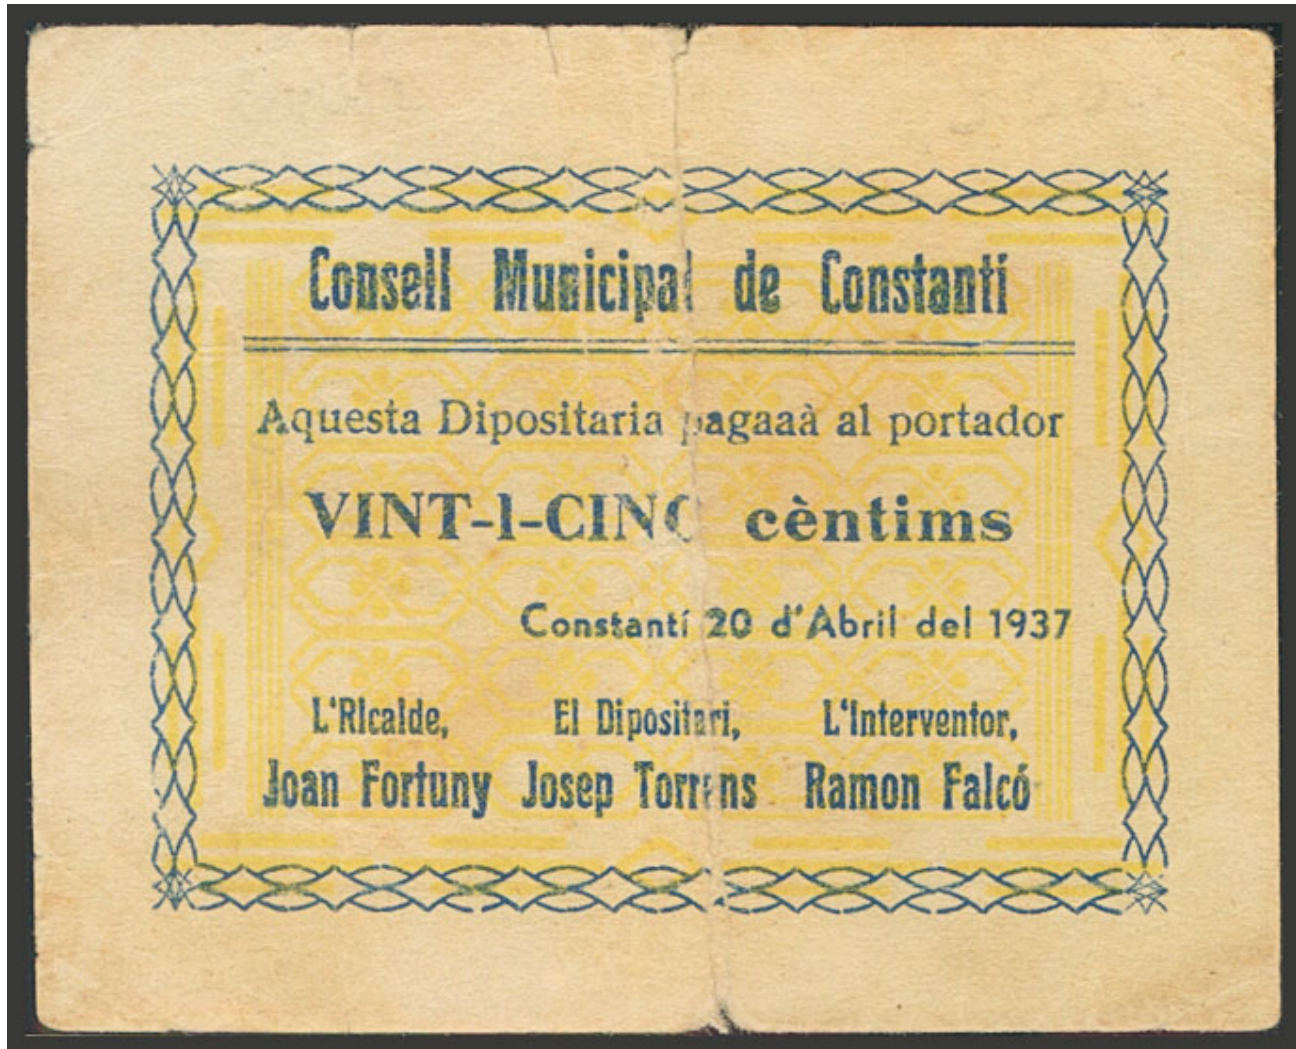 Consell Municipal de Constantí
Aquesta Dipositaria pagaaà al portador
VINT-I-CINC cèntims
Constantí 20 d'Abril del 1937
L'Rlcalde, El Dipositari, L'Interventor,
Joan Fortuny Josep Torrens Ramon Falcó